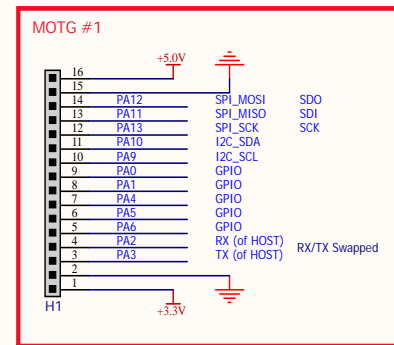 MOTG #1
+5.0V
16
15
14 PA12 SPI_MOSI SDO
13 PA11 SPI_MISO SDI
12 PA13 SPI_SCK SCK
11 PA10 I2C_SDA
10 PA9 I2C_SCL
9 PA0 GPIO
8 PA1 GPIO
7 PA4 GPIO
6 PA5 GPIO
5 PA6 GPIO
4 PA2 RX (of HOST)
RX/TX Swapped
3 PA3 TX (of HOST)
2
1
H1
+3.3V